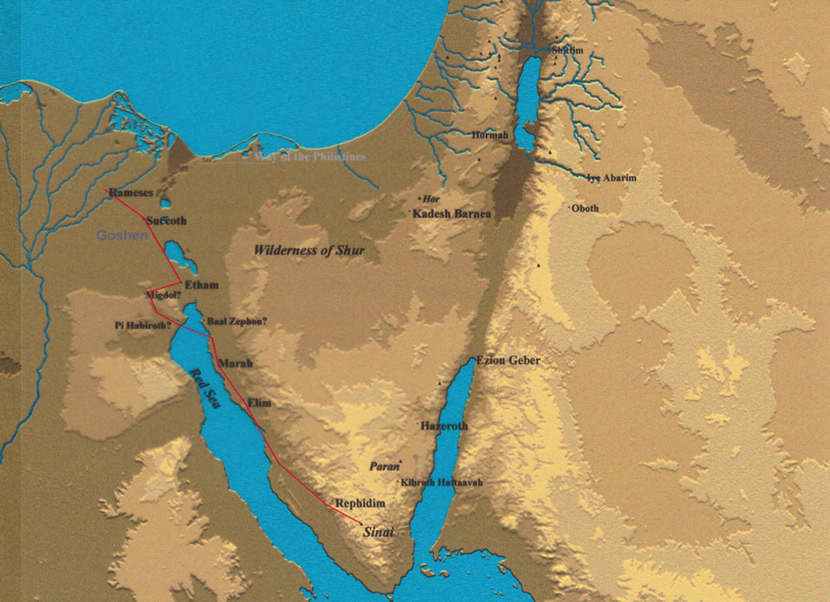 Shittim
Hormah
Way of the Philistines
Iye Abarim
Rameses
Hor
Oboth
Kadesh Barnea
Succoth
Goshen
Wilderness of Shur
Etham
Migdol?
Baal Zephon?
Pi Hahiroth?
Ezion Geber
Marah
Red Sea
Elim
Hazeroth
Paran
Kibroth Hattaavah
Rephidim
Sinai